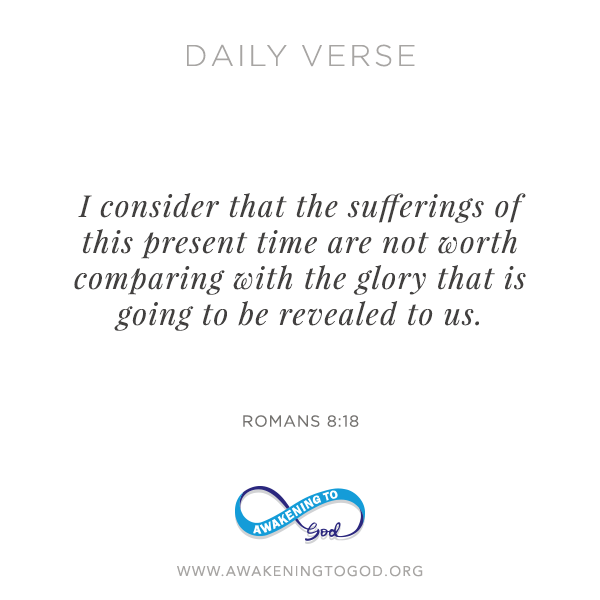 DAILY VERSE
I consider that the sufferings of
this present time are not worth
comparing with the glory that is
going to be revealed to us.
ROMANS 8:18
AWAKENING TO
God
WWW.AWAKENINGTOGOD.ORG